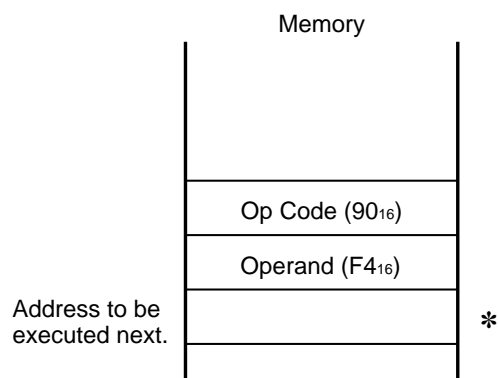 Memory
Op Code (90₁₆)
Operand (F4₁₆)
Address to be
executed next.
*